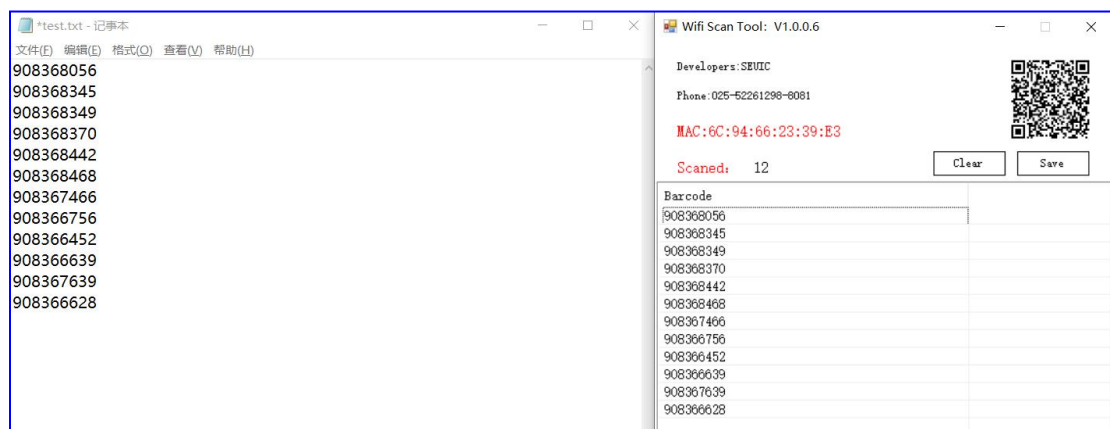 *test.txt - 记事本
文件(F) 编辑(E) 格式(O) 查看(V) 帮助(H)
908368056
908368345
908368349
908368370
908368442
908368468
908367466
908366756
908366452
908366639
908367639
908366628
Wifi Scan Tool: V1.0.0.6
Developers:SEUIC
Phone:025-52261298-8081
MAC:6C:94:66:23:39:E3
Scaned: 12
Clear
Save
Barcode
908368056
908368345
908368349
908368370
908368442
908368468
908367466
908366756
908366452
908366639
908367639
908366628